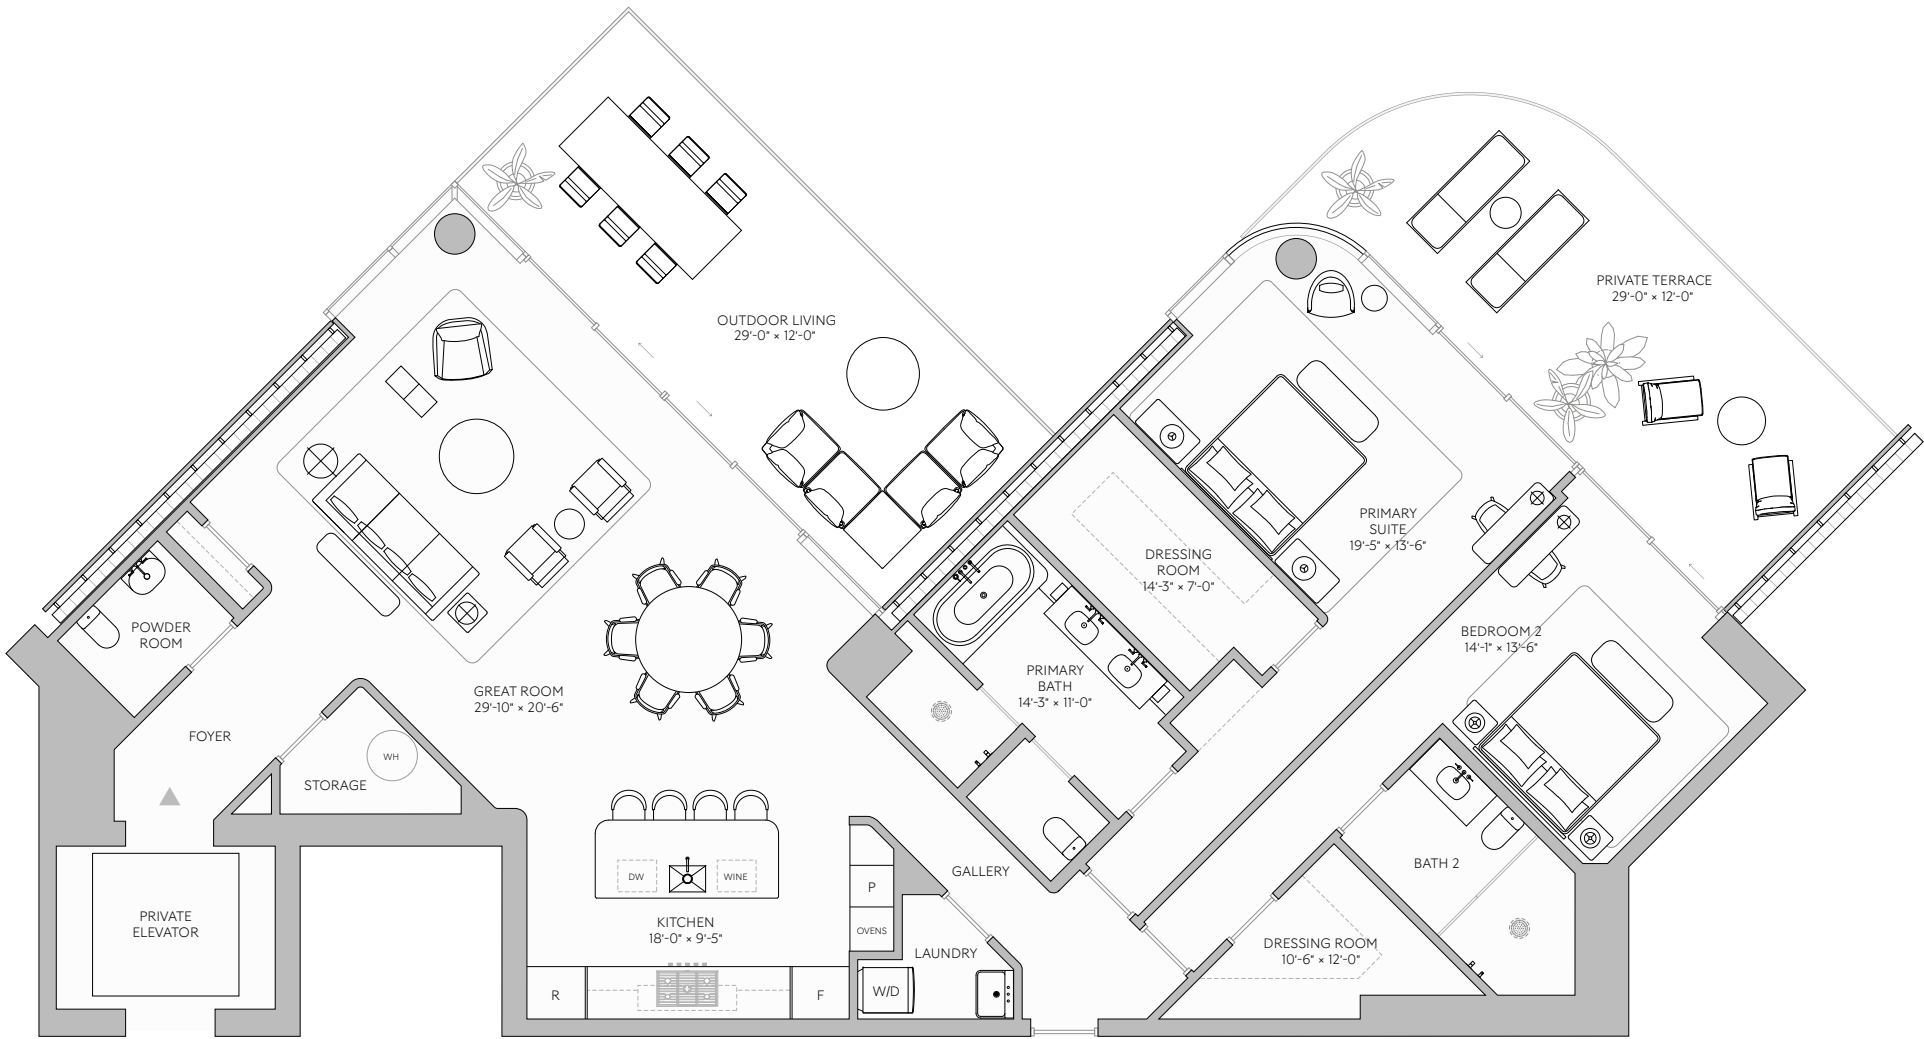 OUTDOOR LIVING
29'-0" × 12'-0"
PRIVATE TERRACE
29'-0" × 12'-0"
PRIMARY
SUITE
19'-5" × 13'-6"
DRESSING
ROOM
14'-3" × 7'-0"
POWDER
ROOM
BEDROOM 2
14'-1" × 13'-6"
PRIMARY
BATH
14'-3" × 11'-0"
GREAT ROOM
29'-10" × 20'-6"
FOYER
WH
STORAGE
BATH 2
GALLERY
DW
WINE
P
PRIVATE
ELEVATOR
KITCHEN
18'-0" × 9'-5"
OVENS
LAUNDRY
DRESSING ROOM
10'-6" × 12'-0"
R
F
W/D